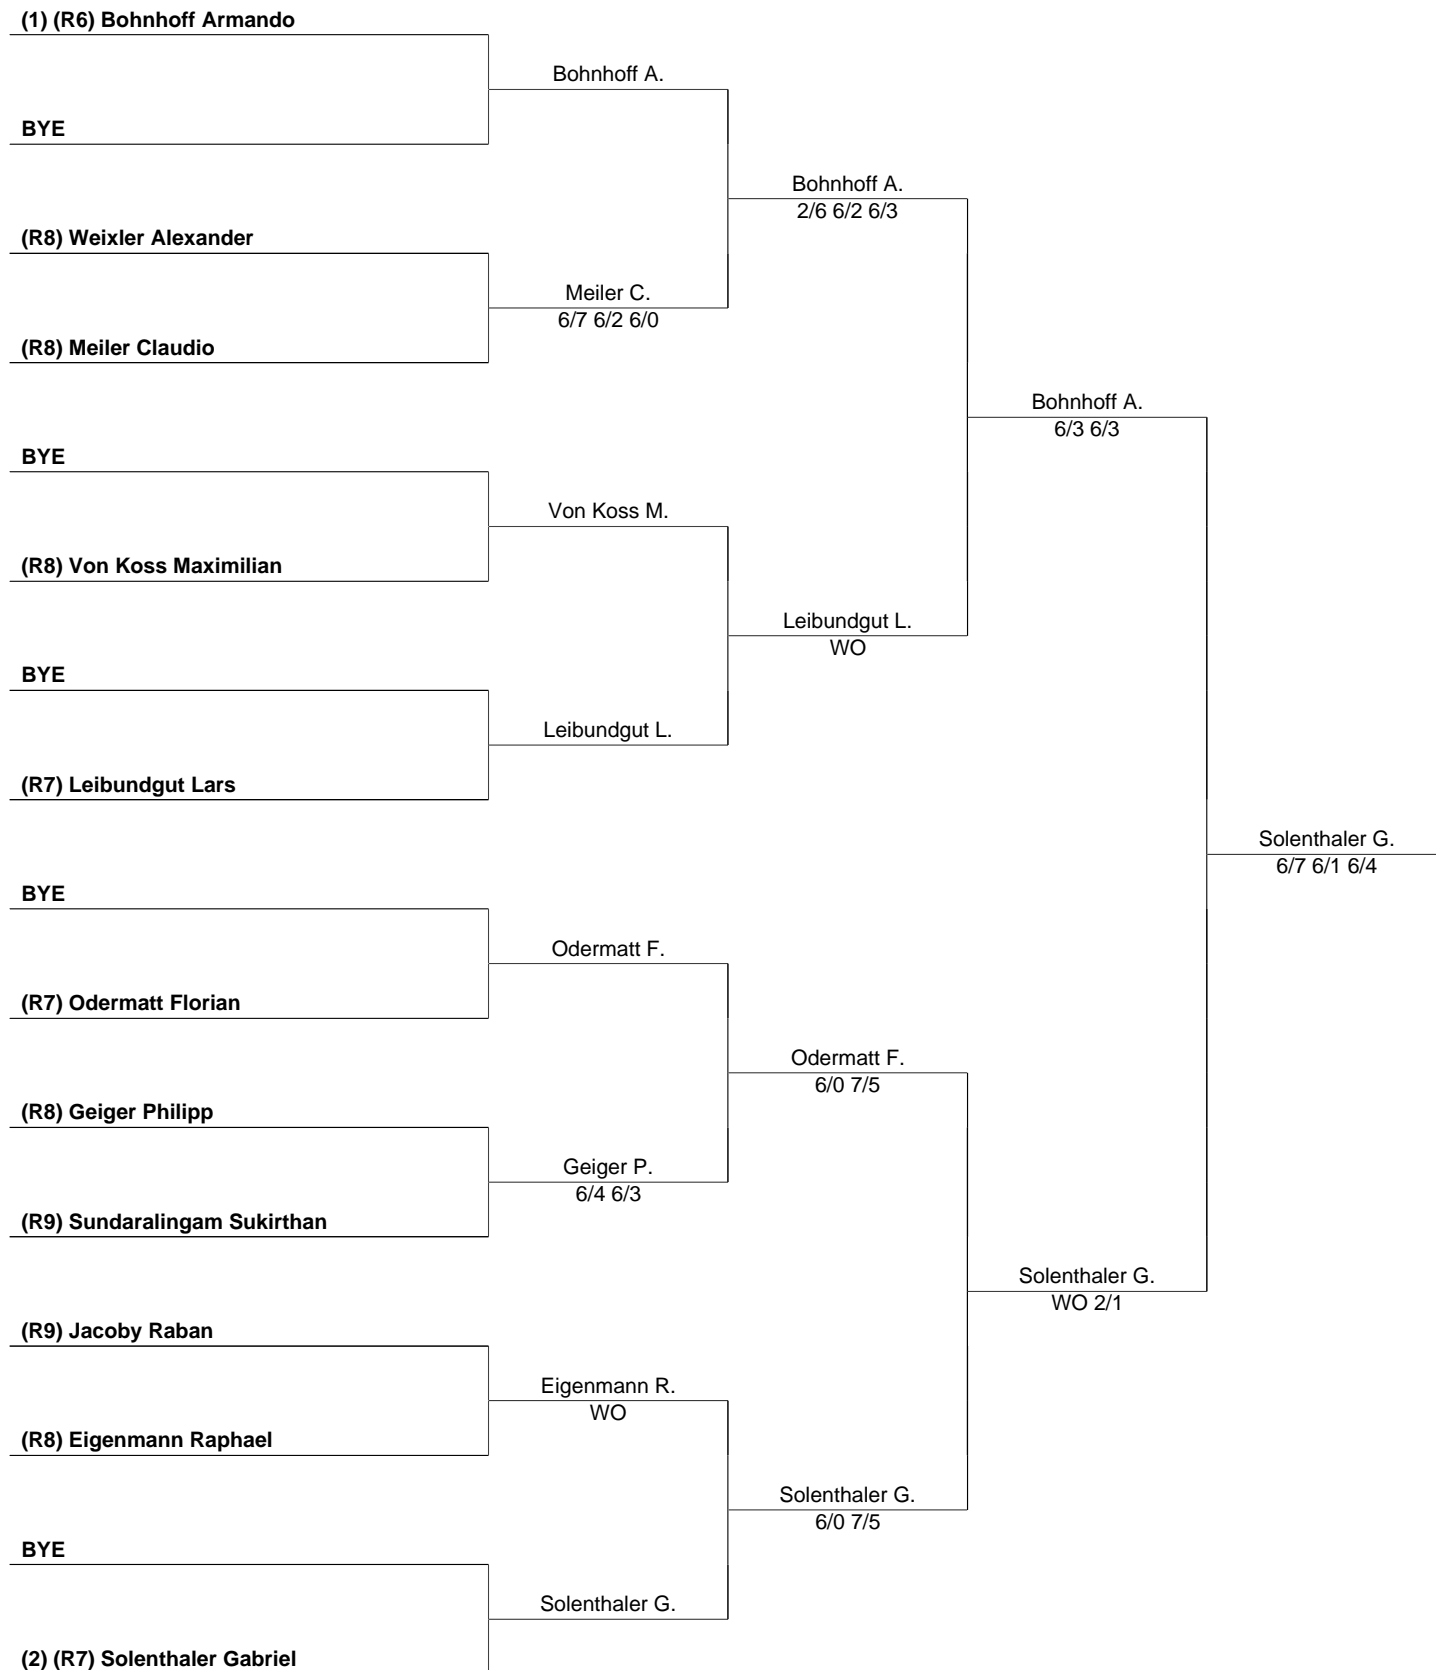 (1) (R6) Bohnhoff Armando
Bohnhoff A.
BYE
Bohnhoff A.
2/6 6/2 6/3
(R8) Weixler Alexander
Meiler C.
6/7 6/2 6/0
(R8) Meiler Claudio
Bohnhoff A.
6/3 6/3
BYE
Von Koss M.
(R8) Von Koss Maximilian
Leibundgut L.
WO
BYE
Leibundgut L.
(R7) Leibundgut Lars
Solenthaler G.
6/7 6/1 6/4
BYE
Odermatt F.
(R7) Odermatt Florian
Odermatt F.
6/0 7/5
(R8) Geiger Philipp
Geiger P.
6/4 6/3
(R9) Sundaralingam Sukirthan
Solenthaler G.
WO 2/1
(R9) Jacoby Raban
Eigenmann R.
WO
(R8) Eigenmann Raphael
Solenthaler G.
6/0 7/5
BYE
Solenthaler G.
(2) (R7) Solenthaler Gabriel